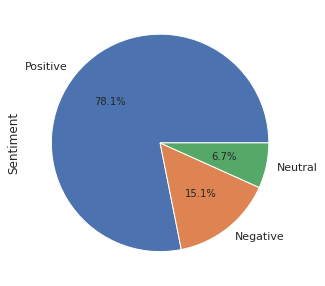 Positive
78.1%
Sentiment
6.7%
Neutral
15.1%
Negative